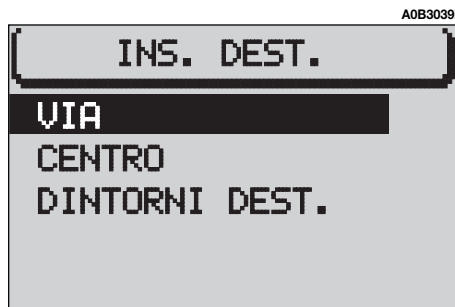 A0B3039
INS. DEST.
VIA
CENTRO
DINTORNI DEST.